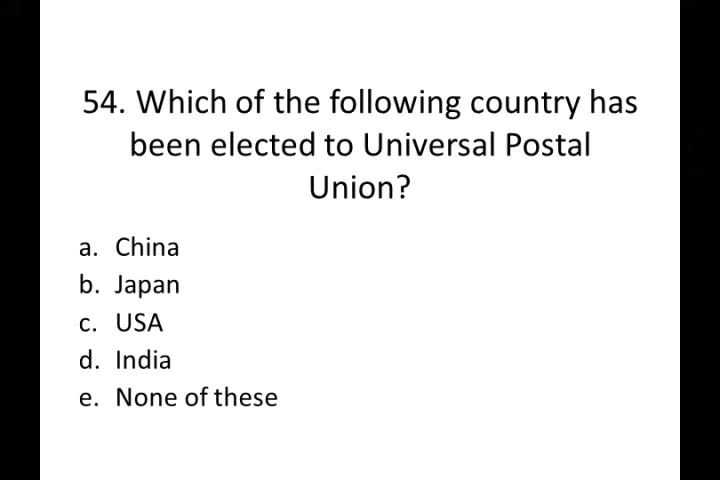 54. Which of the following country has
been elected to Universal Postal
Union?
a. China
b. Japan
c. USA
d. India
e. None of these